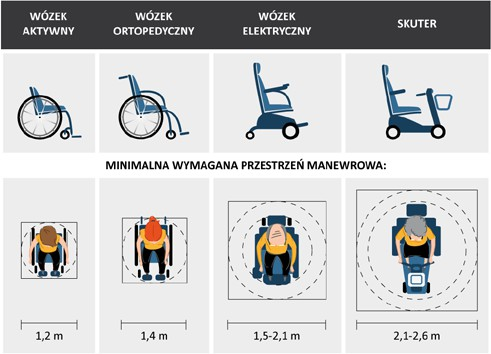 WÓZEK
AKTYWNY
WÓZEK
ORTOPEDYCZNY
WÓZEK
ELEKTRYCZNY
SKUTER
MINIMALNA WYMAGANA PRZESTRZEŃ MANEWROWA:
1,2 m
1,4 m
1,5-2,1 m
2,1-2,6 m